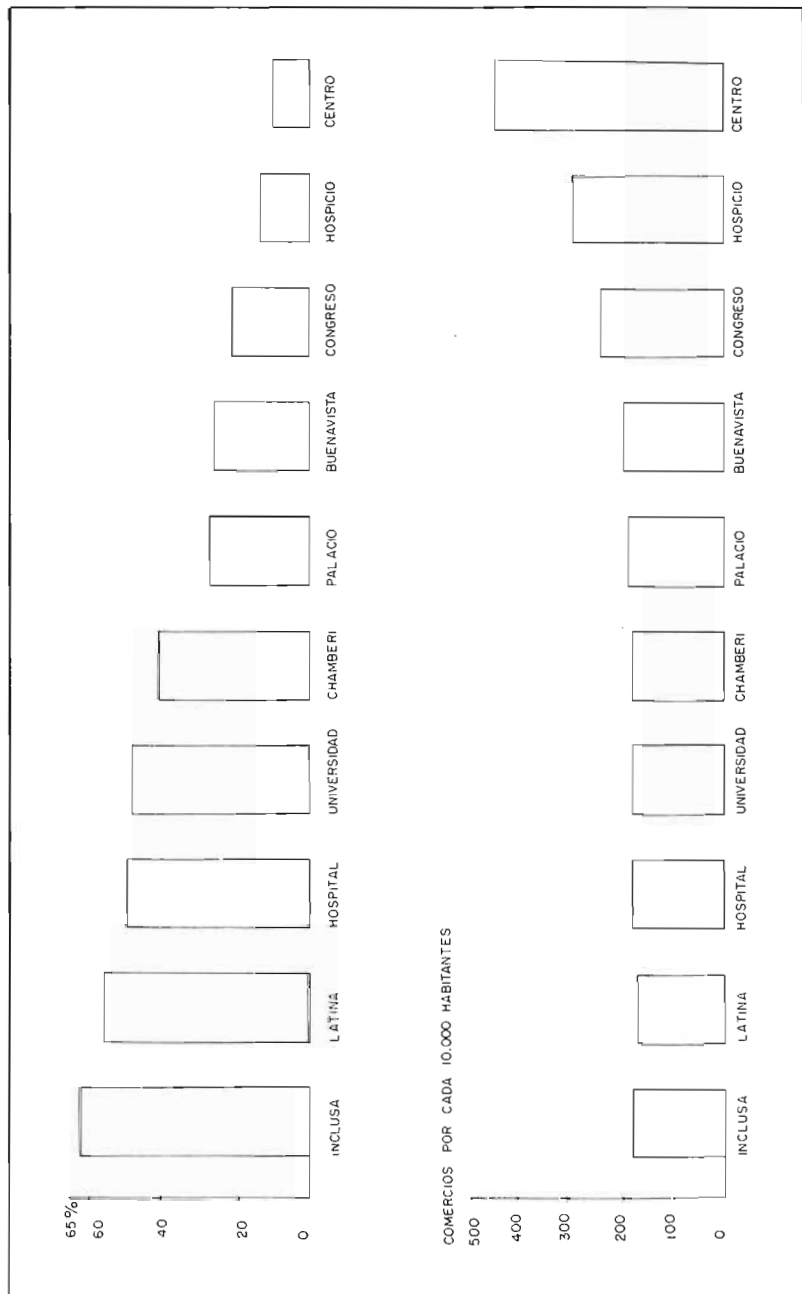 65%
60
40
20
0
INCLUSA
LATINA
HOSPITAL
UNIVERSIDAD
CHAMBERI
PALACIO
BUENAVISTA
CONGRESO
HOSPICIO
CENTRO
COMERCIOS POR CADA 10.000 HABITANTES
500
400
300
200
100
0
INCLUSA
LATINA
HOSPITAL
UNIVERSIDAD
CHAMBERI
PALACIO
BUENAVISTA
CONGRESO
HOSPICIO
CENTRO